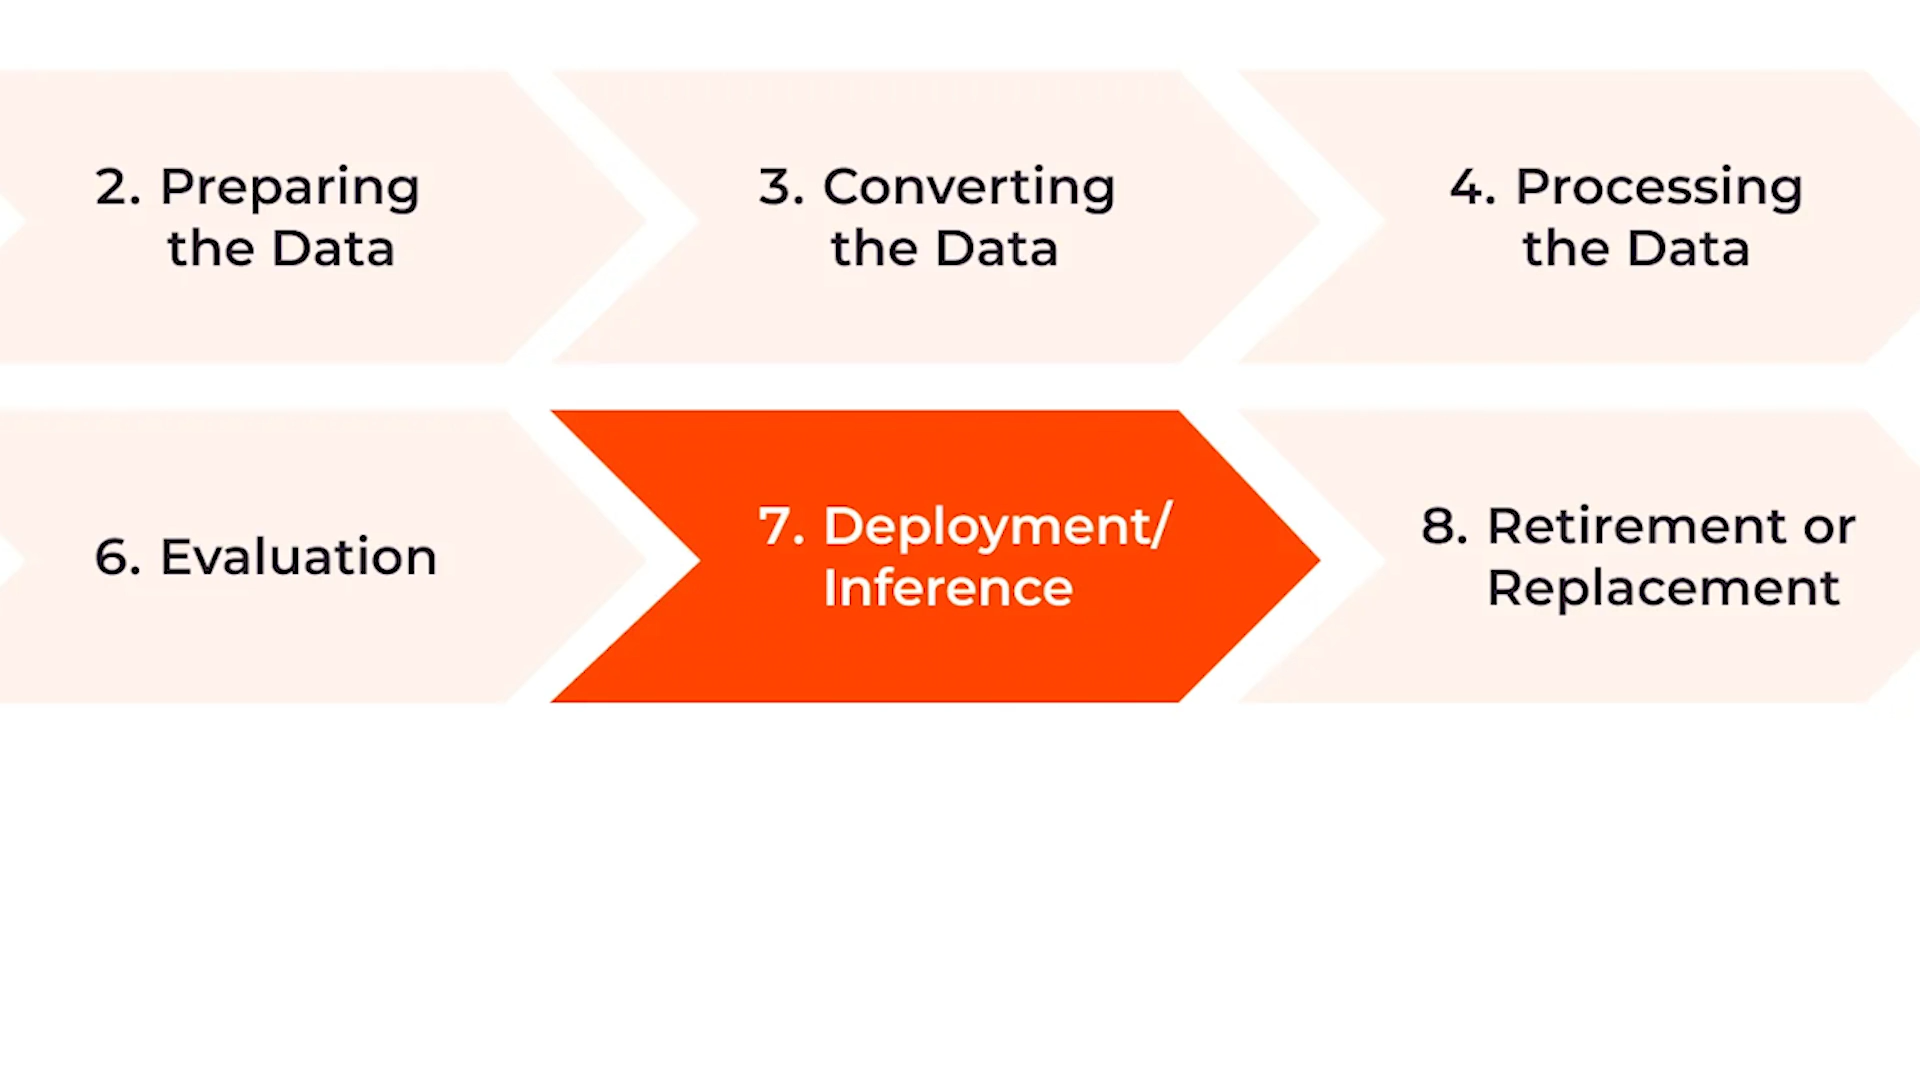 2. Preparing
the Data
3. Converting
the Data
4. Processing
the Data
6. Evaluation
7. Deployment/
Inference
8. Retirement or
Replacement